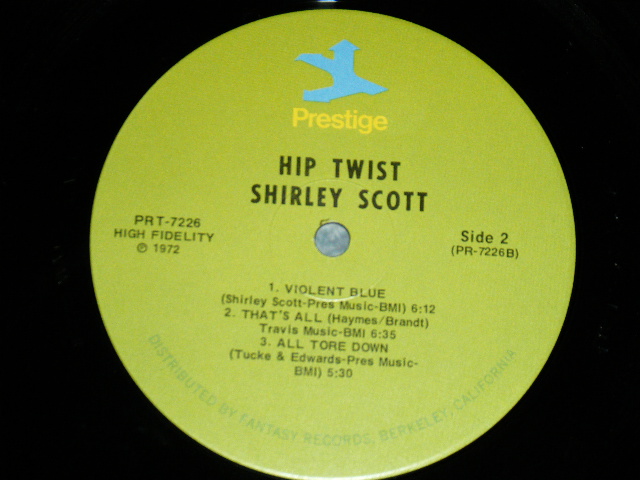 Prestige
HIP TWIST
SHIRLEY SCOTT
PRT-7226
HIGH FIDELITY
℗ 1972
Side 2
(PR-7226B)
1. VIOLENT BLUE
(Shirley Scott-Pres Music-BMI) 6:12
2. THAT'S ALL (Haymes/Brandt)
Travis Music-BMI 6:35
3. ALL TORE DOWN
(Tucke & Edwards-Pres Music-
BMI) 5:30
DISTRIBUTED BY FANTASY RECORDS, BERKELEY, CALIFORNIA